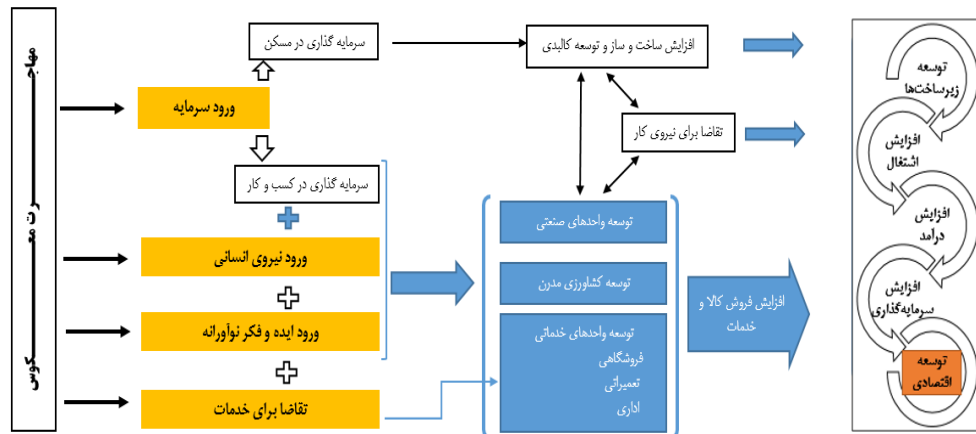 مهاجـــرت معـــکوس
سرمایه گذاری در مسکن
ورود سرمایه
سرمایه گذاری در کسب و کار
ورود نیروی انسانی
ورود ایده و فکر نوآورانه
تقاضا برای خدمات
افزایش ساخت و ساز و توسعه کالبدی
تقاضا برای نیروی کار
توسعه واحدهای صنعتی
توسعه کشاورزی مدرن
توسعه واحدهای خدماتی
فروشگاهی
تعمیراتی
اداری
افزایش فروش کالا و
خدمات
توسعه
زیرساخت‌ها
افزایش
اشتغال
افزایش
درامد
افزایش
سرمایه‌گذاری
توسعه
اقتصادی